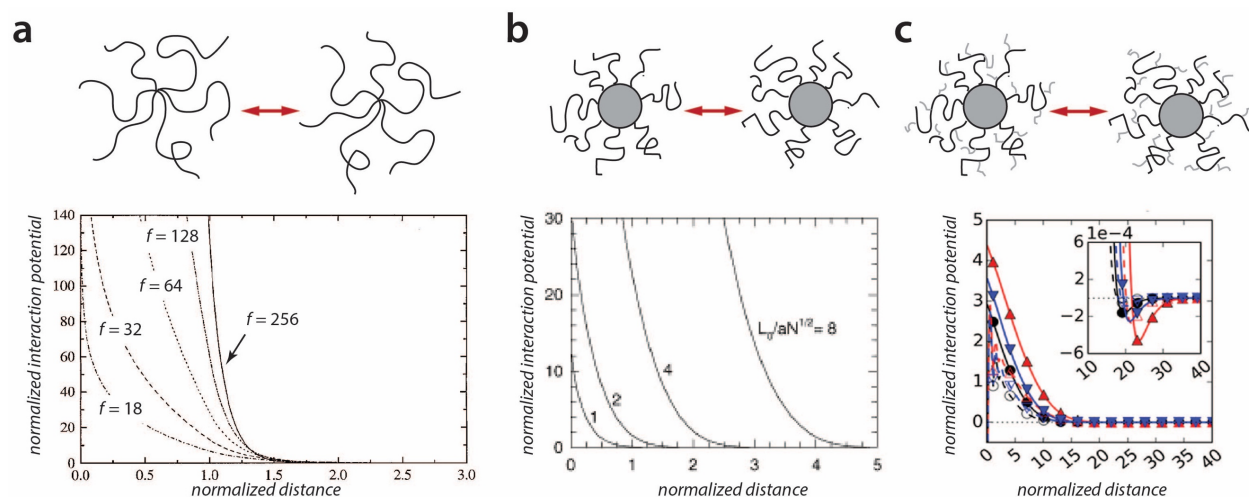 a
b
c
normalized interaction potential
140
120
100
80
60
40
20
0
f = 128
f = 64
f = 32
f = 256
f = 18
0.0 0.5 1.0 1.5 2.0 2.5 3.0
normalized distance
normalized interaction potential
30
20
10
0
L₀/aN^1/2 = 8
4
2
1
0 1 2 3 4 5
normalized distance
normalized interaction potential
5
4
3
2
1
0
1e−4
6
2
−2
−6
10 20 30 40
0 5 10 15 20 25 30 35 40
normalized distance